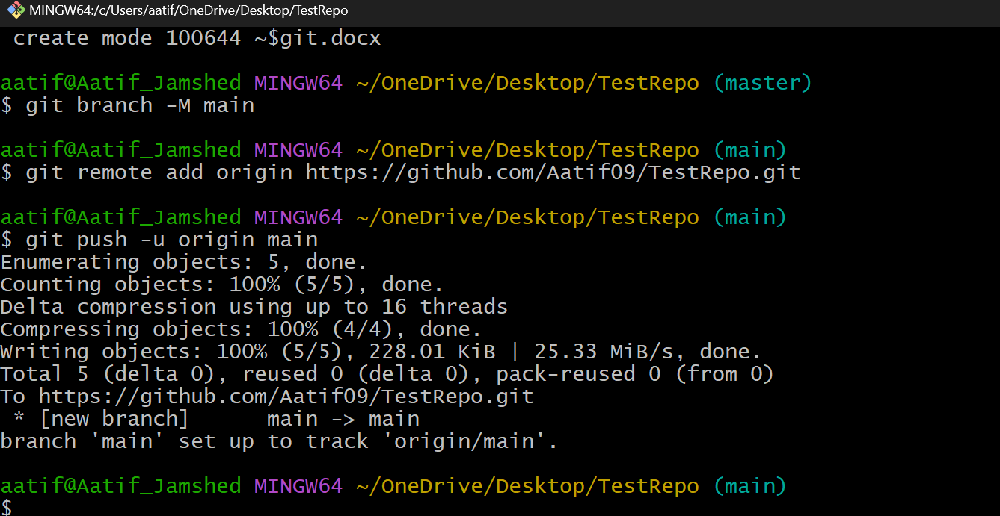 MINGW64:/c/Users/aatif/OneDrive/Desktop/TestRepo
create mode 100644 ~$git.docx
aatif@Aatif_Jamshed MINGW64 ~/OneDrive/Desktop/TestRepo (master)
$ git branch -M main
aatif@Aatif_Jamshed MINGW64 ~/OneDrive/Desktop/TestRepo (main)
$ git remote add origin https://github.com/Aatif09/TestRepo.git
aatif@Aatif_Jamshed MINGW64 ~/OneDrive/Desktop/TestRepo (main)
$ git push -u origin main
Enumerating objects: 5, done.
Counting objects: 100% (5/5), done.
Delta compression using up to 16 threads
Compressing objects: 100% (4/4), done.
Writing objects: 100% (5/5), 228.01 KiB | 25.33 MiB/s, done.
Total 5 (delta 0), reused 0 (delta 0), pack-reused 0 (from 0)
To https://github.com/Aatif09/TestRepo.git
 * [new branch]      main -> main
branch 'main' set up to track 'origin/main'.
aatif@Aatif_Jamshed MINGW64 ~/OneDrive/Desktop/TestRepo (main)
$